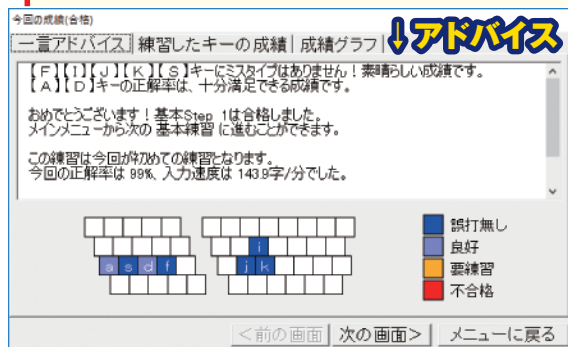 今回の成績(合格)
一言アドバイス 練習したキーの成績 成績グラフ ↓アドバイス
【F】【I】【J】【K】【S】キーにミスタイプはありません！素晴らしい成績です。
【A】【D】キーの正解率は、十分満足できる成績です。
おめでとうございます！基本Step 1は合格しました。
メインメニューから次の 基本練習 に進むことができます。
この練習は今回が初めての練習となります。
今回の正解率は 99%、入力速度は 143.9字/分でした。
i
a s d f j k
誤打無し
良好
要練習
不合格
<前の画面 次の画面> メニューに戻る